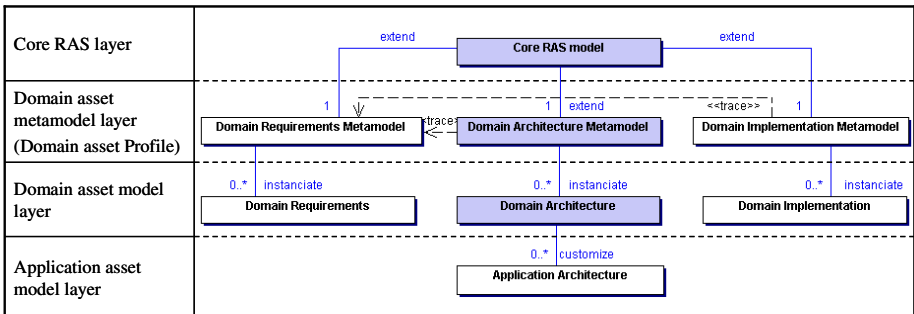 Core RAS layer
extend
Core RAS model
extend
Domain asset
metamodel layer
(Domain asset Profile)
1
1
extend
<<trace>>
1
<trace>
Domain Requirements Metamodel
Domain Architecture Metamodel
Domain Implementation Metamodel
Domain asset model
layer
0..* instanciate
0..* instanciate
0..* instanciate
Domain Requirements
Domain Architecture
Domain Implementation
Application asset
model layer
0..* customize
Application Architecture